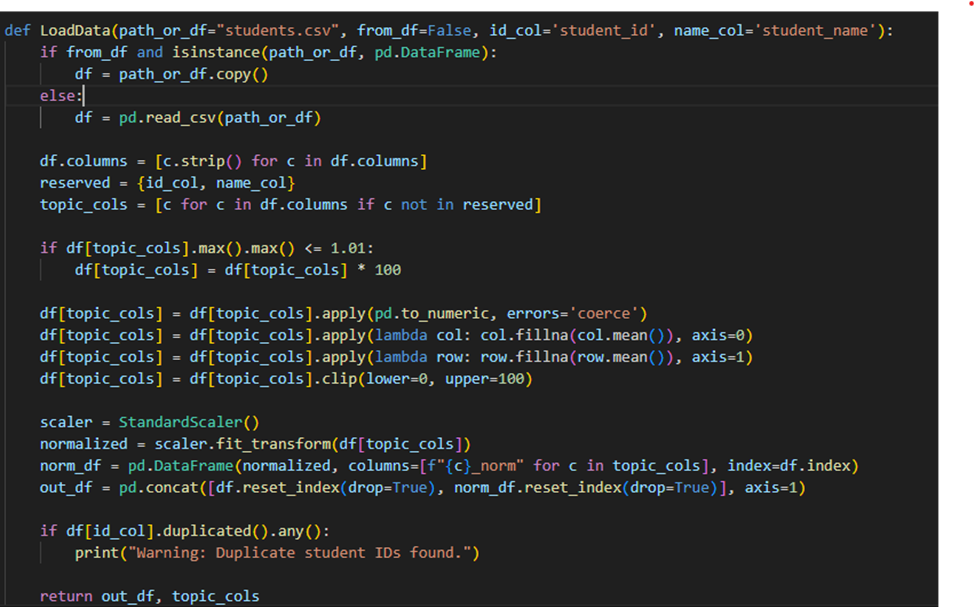 def LoadData(path_or_df="students.csv", from_df=False, id_col='student_id', name_col='student_name'):
    if from_df and isinstance(path_or_df, pd.DataFrame):
        df = path_or_df.copy()
    else:
        df = pd.read_csv(path_or_df)

    df.columns = [c.strip() for c in df.columns]
    reserved = {id_col, name_col}
    topic_cols = [c for c in df.columns if c not in reserved]

    if df[topic_cols].max().max() <= 1.01:
        df[topic_cols] = df[topic_cols] * 100

    df[topic_cols] = df[topic_cols].apply(pd.to_numeric, errors='coerce')
    df[topic_cols] = df[topic_cols].apply(lambda col: col.fillna(col.mean()), axis=0)
    df[topic_cols] = df[topic_cols].apply(lambda row: row.fillna(row.mean()), axis=1)
    df[topic_cols] = df[topic_cols].clip(lower=0, upper=100)

    scaler = StandardScaler()
    normalized = scaler.fit_transform(df[topic_cols])
    norm_df = pd.DataFrame(normalized, columns=[f"{c}_norm" for c in topic_cols], index=df.index)
    out_df = pd.concat([df.reset_index(drop=True), norm_df.reset_index(drop=True)], axis=1)

    if df[id_col].duplicated().any():
        print("Warning: Duplicate student IDs found.")

    return out_df, topic_cols